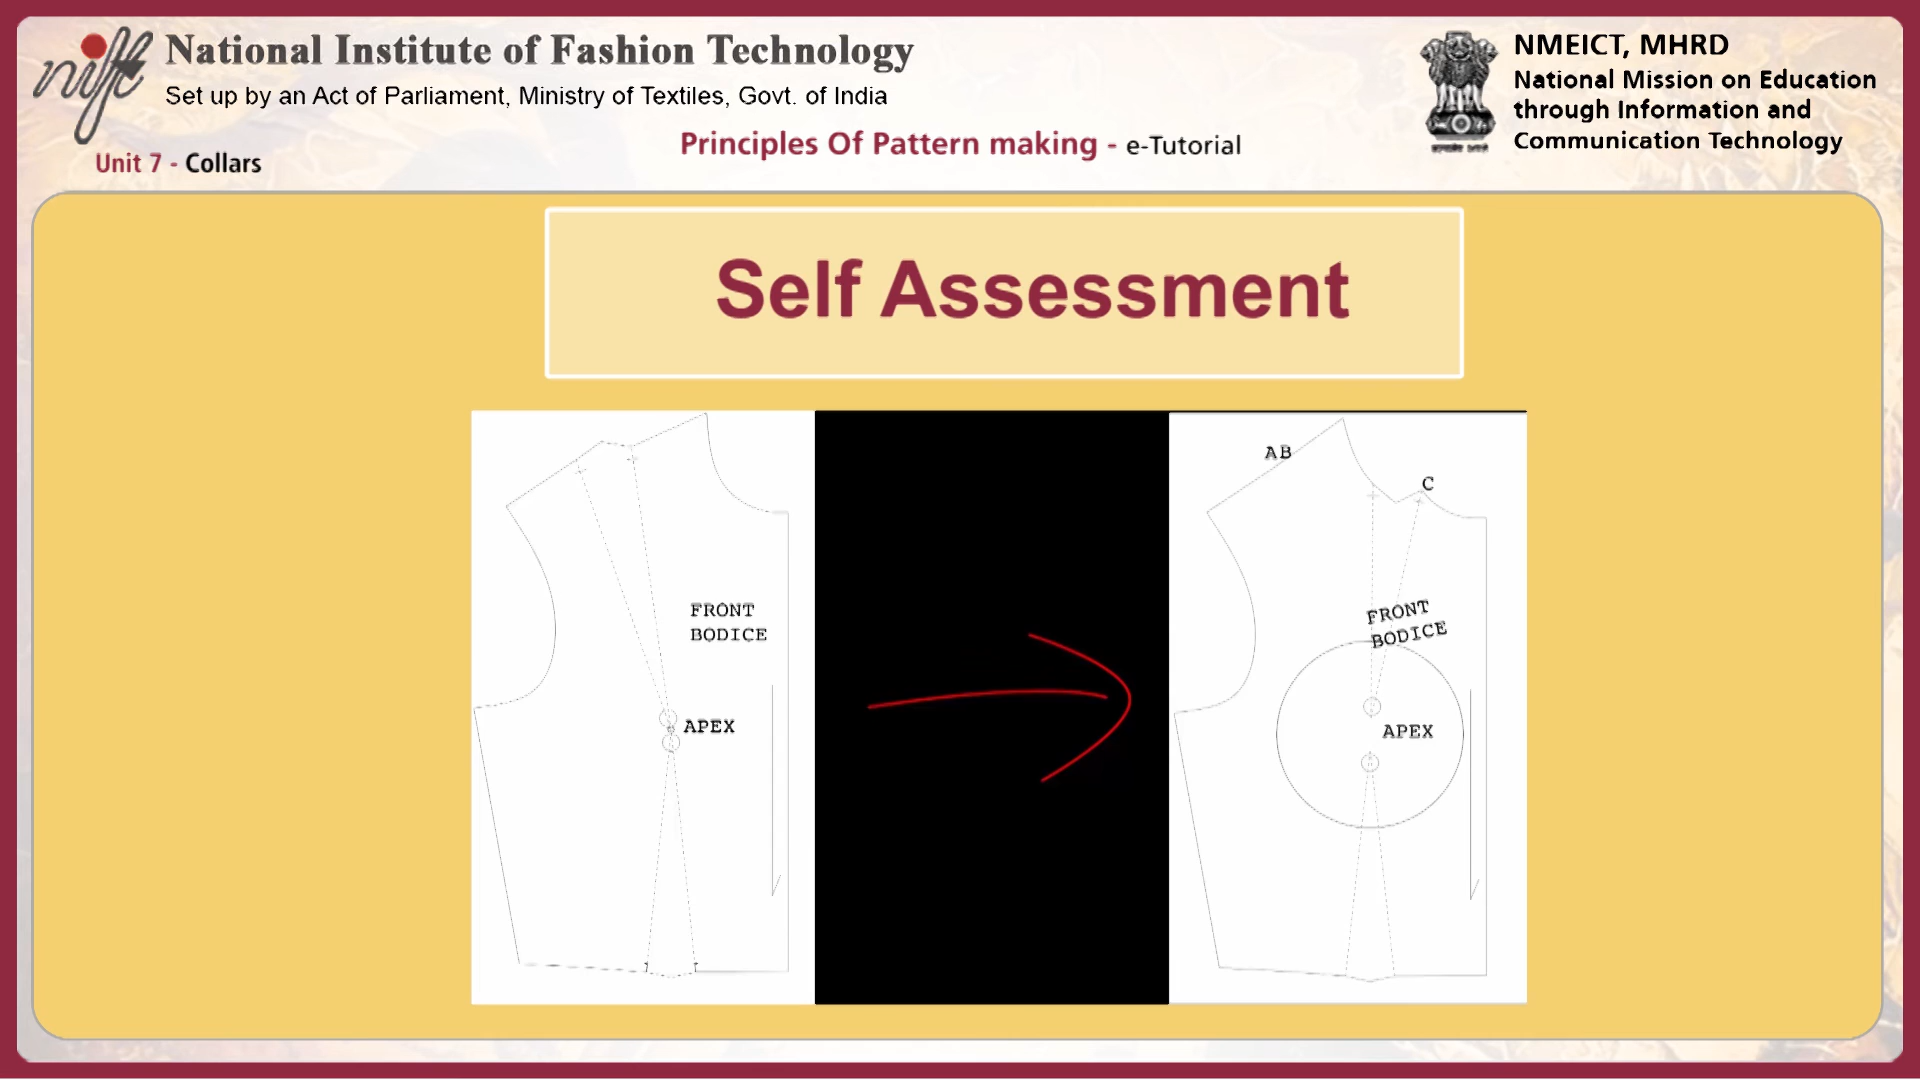 nift
National Institute of Fashion Technology
Set up by an Act of Parliament, Ministry of Textiles, Govt. of India
NMEICT, MHRD
National Mission on Education
through Information and
Communication Technology
Principles Of Pattern making - e-Tutorial
Unit 7 - Collars
Self Assessment
FRONT
BODICE
APEX
AB
C
FRONT
BODICE
APEX